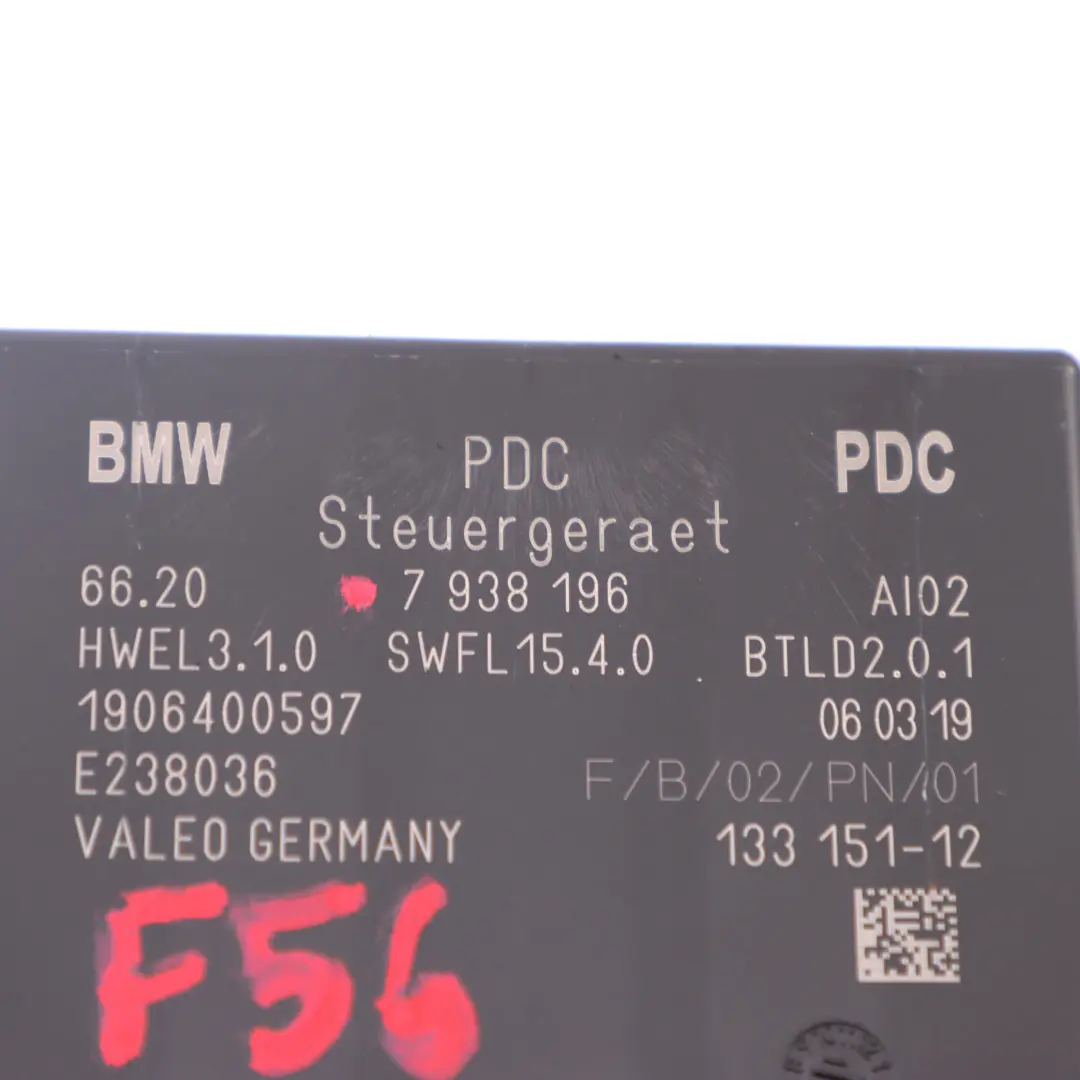 BMW PDC PDC
Steuergeraet
66.20 7 938 196 AI02
HWEL3.1.0 SWFL15.4.0 BTLD2.0.1
1906400597 06 03 19
E238036 F/B/02/PN/01
VALEO GERMANY 133 151-12
F56